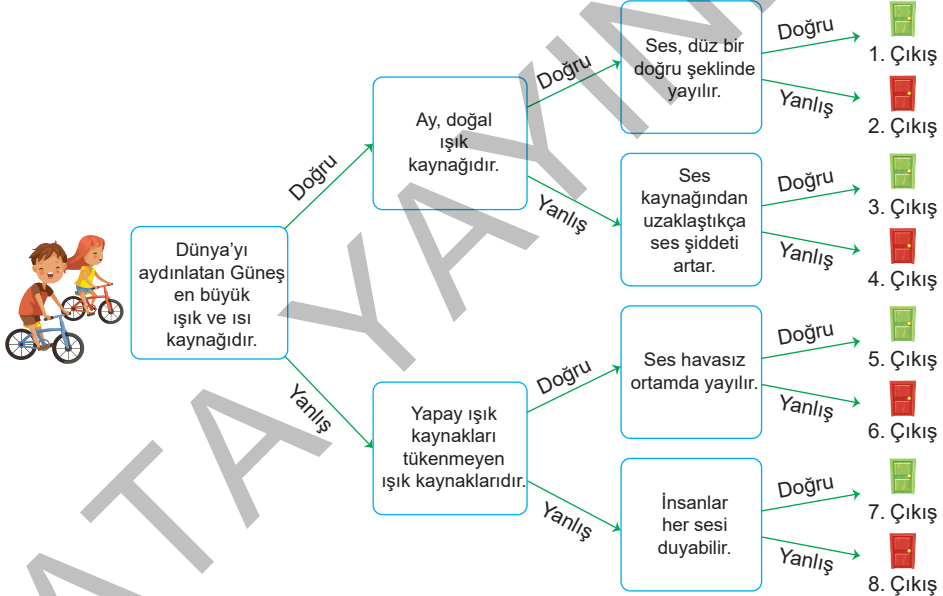 Dünya'yı
aydınlatan Güneş
en büyük
ışık ve ısı
kaynağıdır.
Doğru
Yanlış
Ay, doğal
ışık
kaynağıdır.
Doğru
Yanlış
Yapay ışık
kaynakları
tükenmeyen
ışık kaynaklarıdır.
Doğru
Yanlış
Ses, düz bir
doğru şeklinde
yayılır.
Doğru
1. Çıkış
Yanlış
2. Çıkış
Ses
kaynağından
uzaklaştıkça
ses şiddeti
artar.
Doğru
3. Çıkış
Yanlış
4. Çıkış
Ses havasız
ortamda yayılır.
Doğru
5. Çıkış
Yanlış
6. Çıkış
İnsanlar
her sesi
duyabilir.
Doğru
7. Çıkış
Yanlış
8. Çıkış
ATA YAYIN